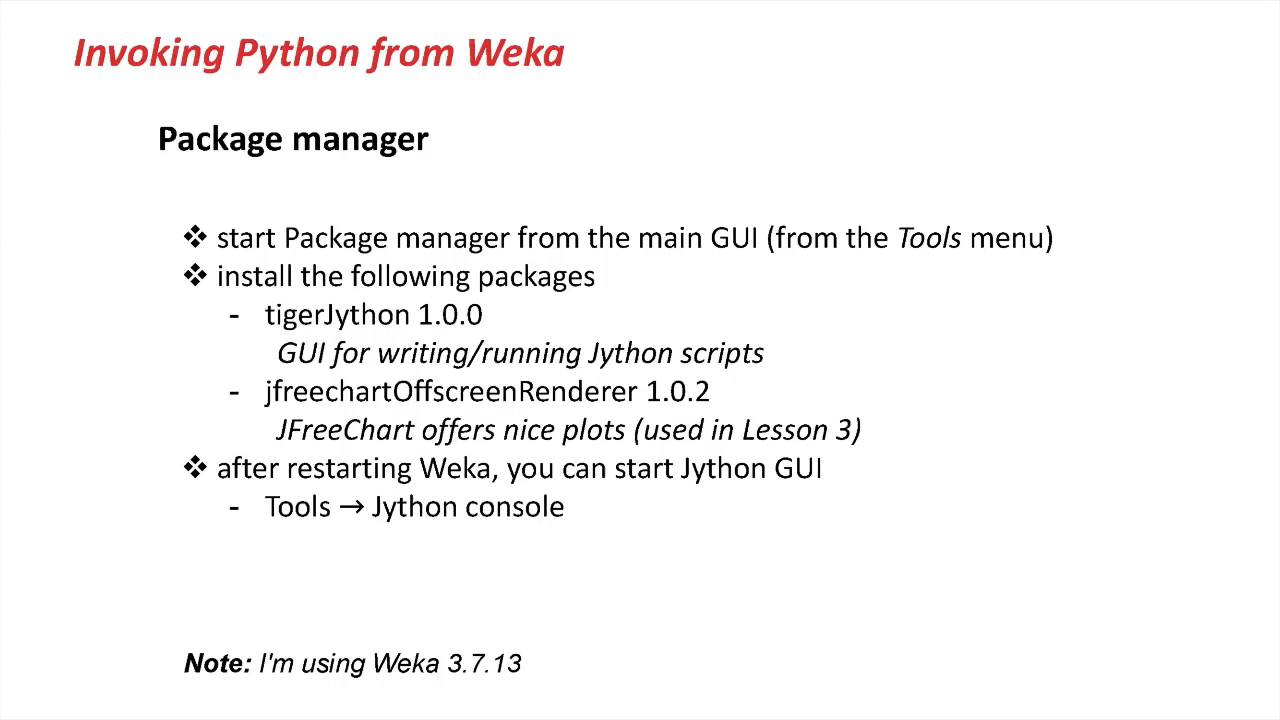 Invoking Python from Weka
Package manager
❖ start Package manager from the main GUI (from the Tools menu)
❖ install the following packages
- tigerJython 1.0.0
GUI for writing/running Jython scripts
- jfreechartOffscreenRenderer 1.0.2
JFreeChart offers nice plots (used in Lesson 3)
❖ after restarting Weka, you can start Jython GUI
- Tools → Jython console
Note: I'm using Weka 3.7.13